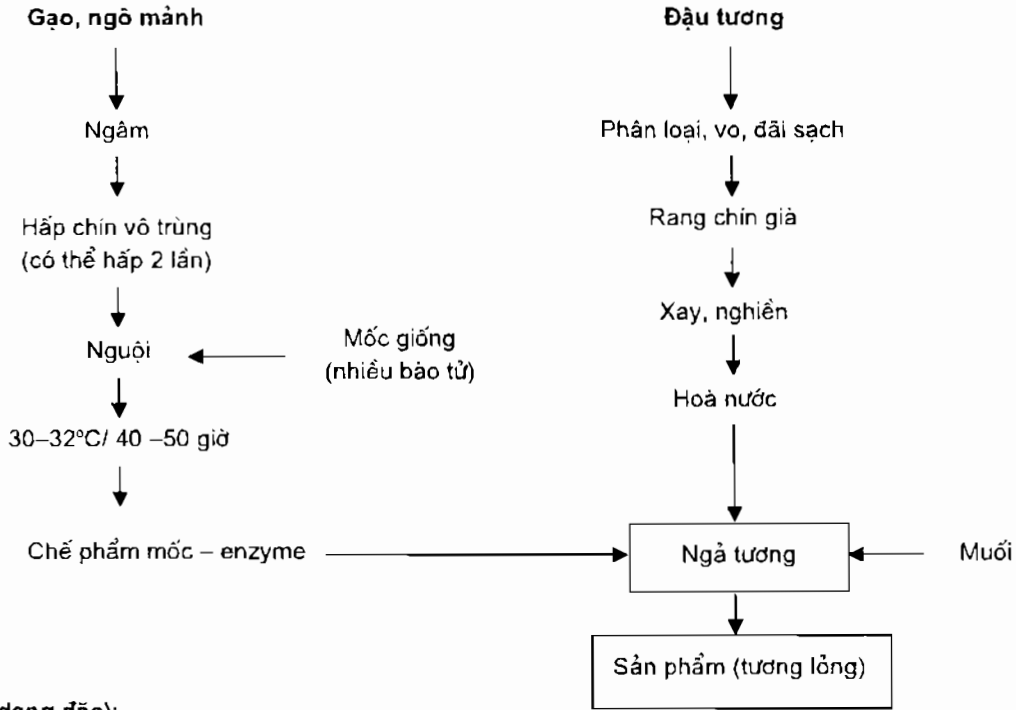 Gạo, ngô mảnh
Đậu tương
Ngâm
Phân loại, vo, đãi sạch
Hấp chín vô trùng
(có thể hấp 2 lần)
Rang chín già
Xay, nghiền
Nguội
Mốc giống
(nhiều bào tử)
Hoà nước
30–32°C/ 40 –50 giờ
Chế phẩm mốc – enzyme
Ngả tương
Muối
Sản phẩm (tương lỏng)